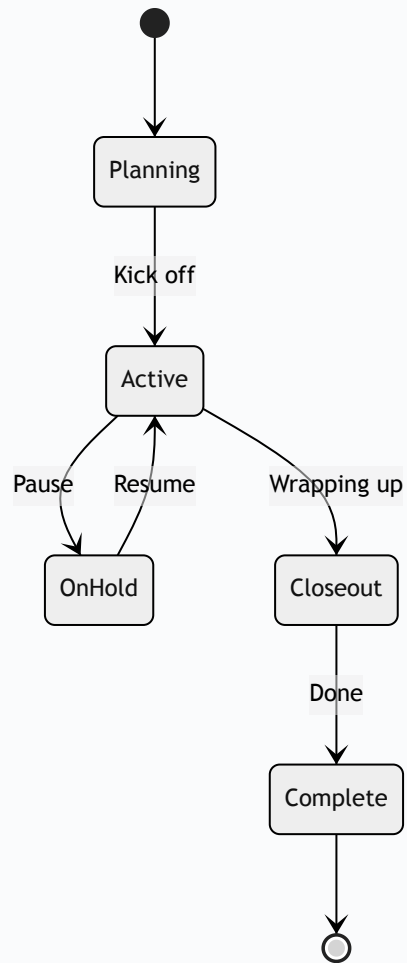 Planning
Kick off
Active
Pause
Resume
Wrapping up
OnHold
Closeout
Done
Complete